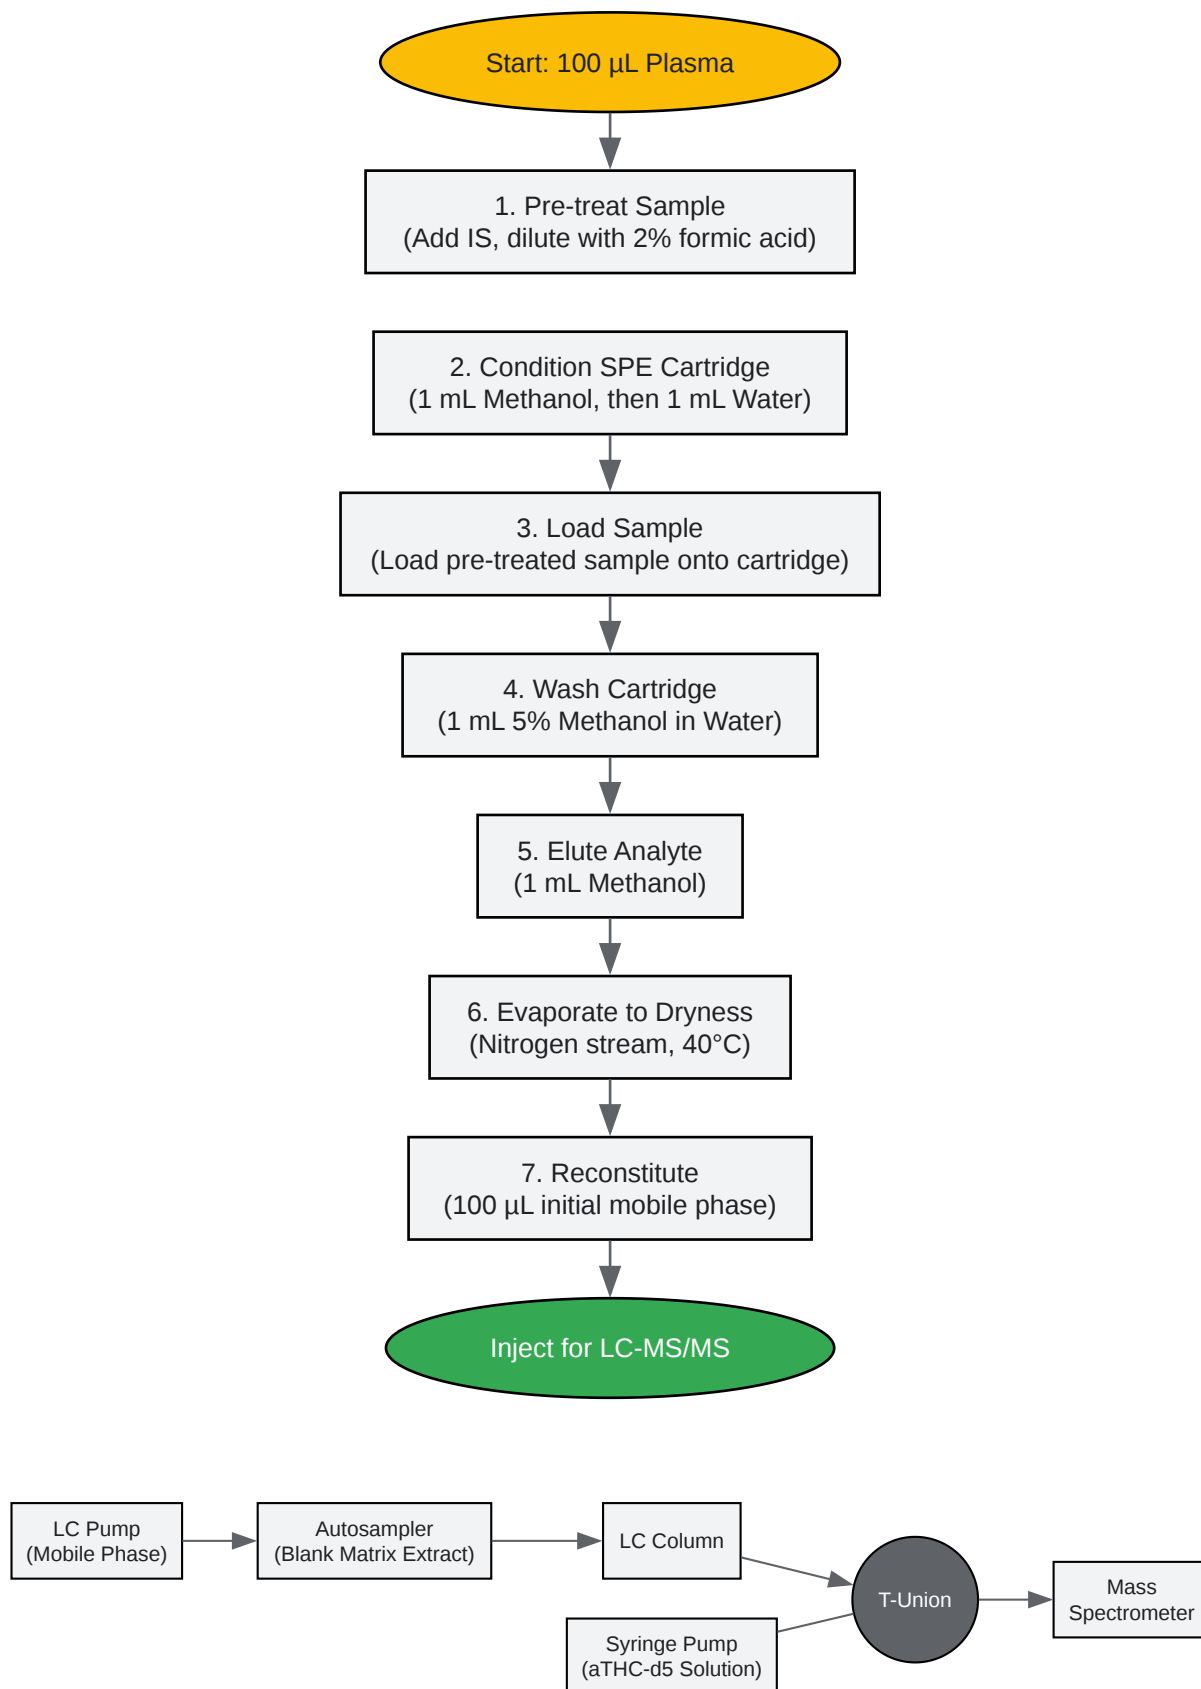 Start: 100 µL Plasma
1. Pre-treat Sample
(Add IS, dilute with 2% formic acid)
2. Condition SPE Cartridge
(1 mL Methanol, then 1 mL Water)
3. Load Sample
(Load pre-treated sample onto cartridge)
4. Wash Cartridge
(1 mL 5% Methanol in Water)
5. Elute Analyte
(1 mL Methanol)
6. Evaporate to Dryness
(Nitrogen stream, 40°C)
7. Reconstitute
(100 µL initial mobile phase)
Inject for LC-MS/MS
LC Pump
(Mobile Phase)
Autosampler
(Blank Matrix Extract)
LC Column
T-Union
Mass
Spectrometer
Syringe Pump
(aTHC-d5 Solution)